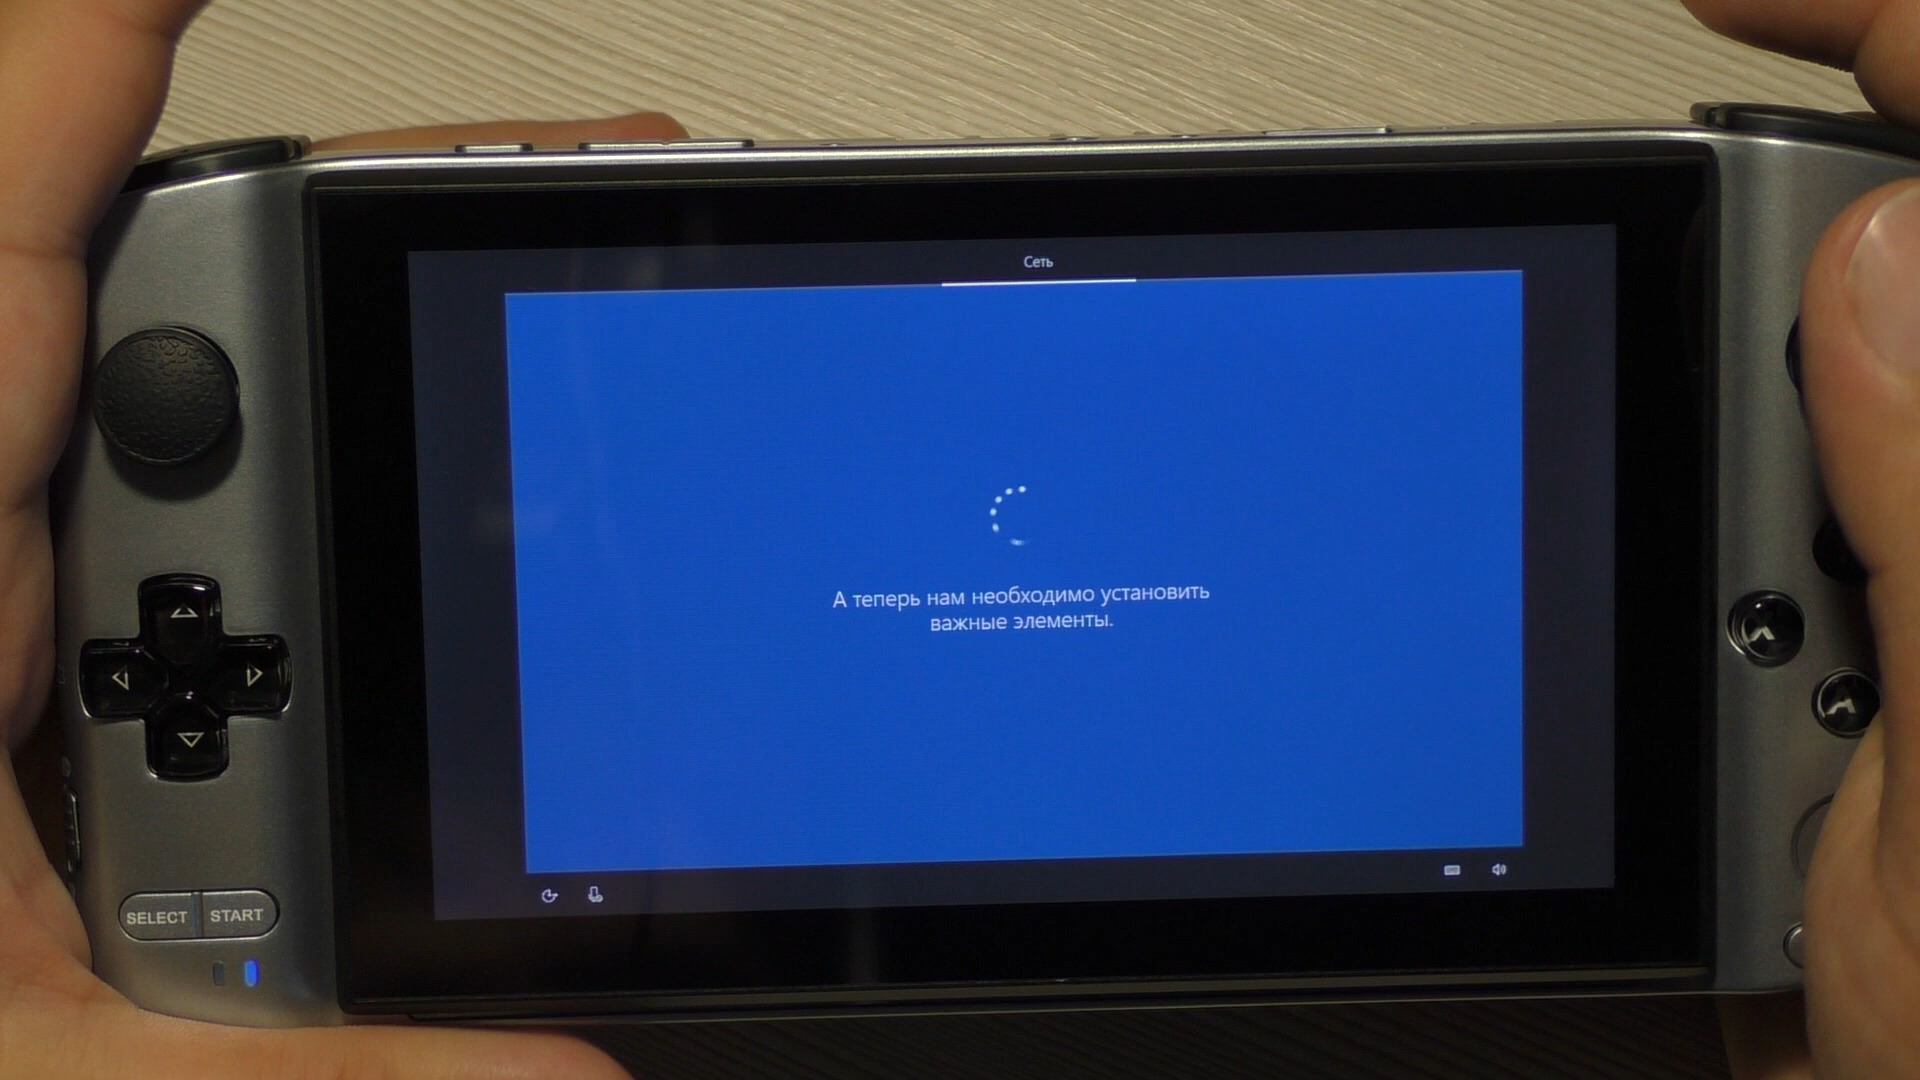 Сеть
А теперь нам необходимо установить
важные элементы.
SELECT START